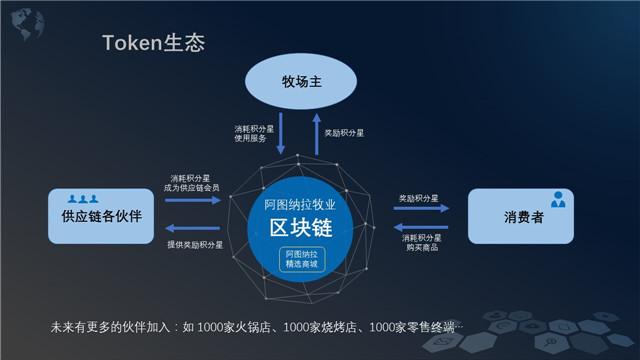 Token生态
牧场主
消耗积分星
使用服务
奖励积分星
消耗积分星
成为供应链会员
供应链各伙伴
提供奖励积分星
阿图纳拉牧业
区块链
阿图纳拉
精选商城
奖励积分星
消耗积分星
购买商品
消费者
未来有更多的伙伴加入：如 1000家火锅店、1000家烧烤店、1000家零售终端…